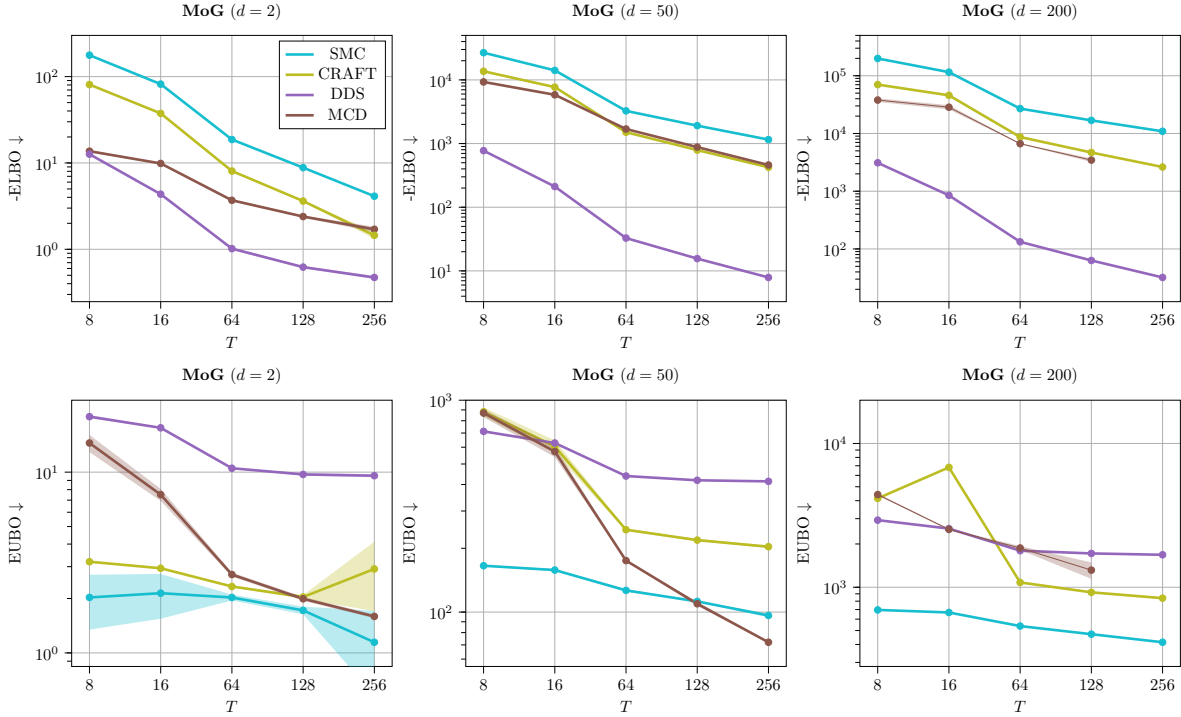 MoG (d = 2)
MoG (d = 50)
MoG (d = 200)
-ELBO ↓
10²
10¹
10⁰
SMC
CRAFT
DDS
MCD
8 16 64 128 256
T
-ELBO ↓
10⁴
10³
10²
10¹
8 16 64 128 256
T
-ELBO ↓
10⁵
10⁴
10³
10²
8 16 64 128 256
T
MoG (d = 2)
MoG (d = 50)
MoG (d = 200)
EUBO ↓
10¹
10⁰
8 16 64 128 256
T
EUBO ↓
10³
10²
8 16 64 128 256
T
EUBO ↓
10⁴
10³
8 16 64 128 256
T